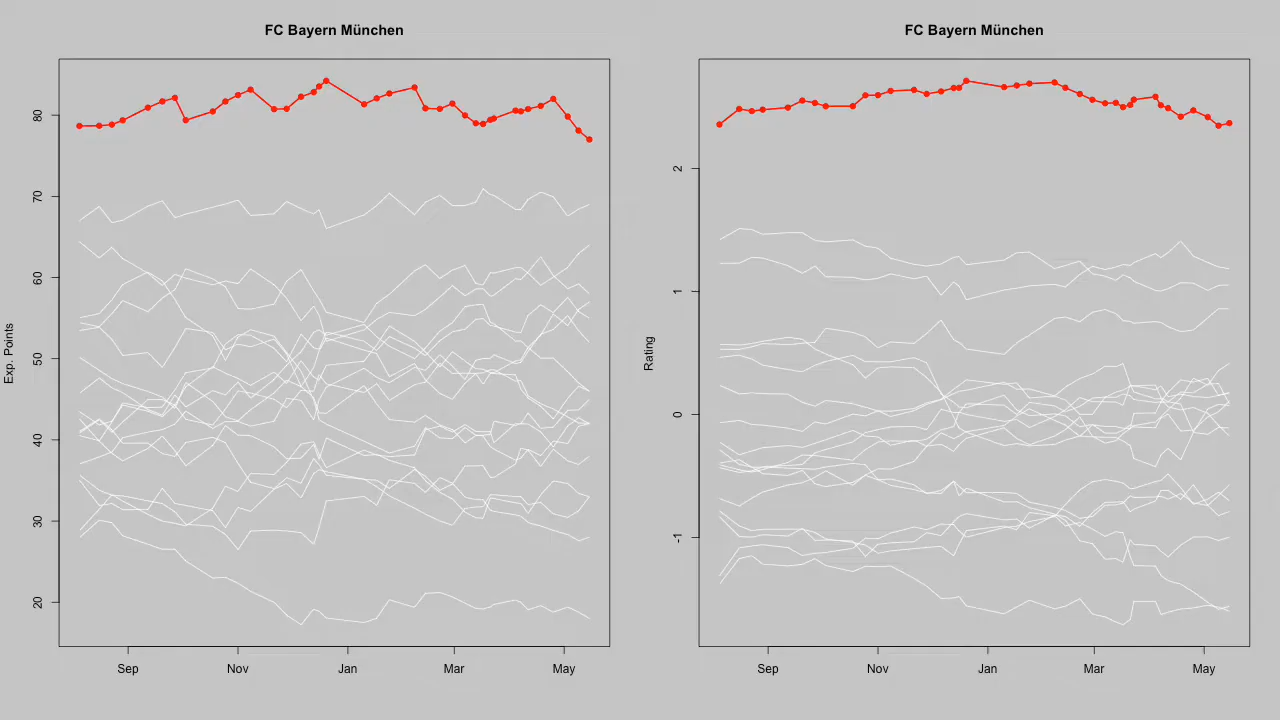 FC Bayern München
Exp. Points
80
70
60
50
40
30
20
Sep
Nov
Jan
Mar
May
FC Bayern München
Rating
2
1
0
-1
Sep
Nov
Jan
Mar
May